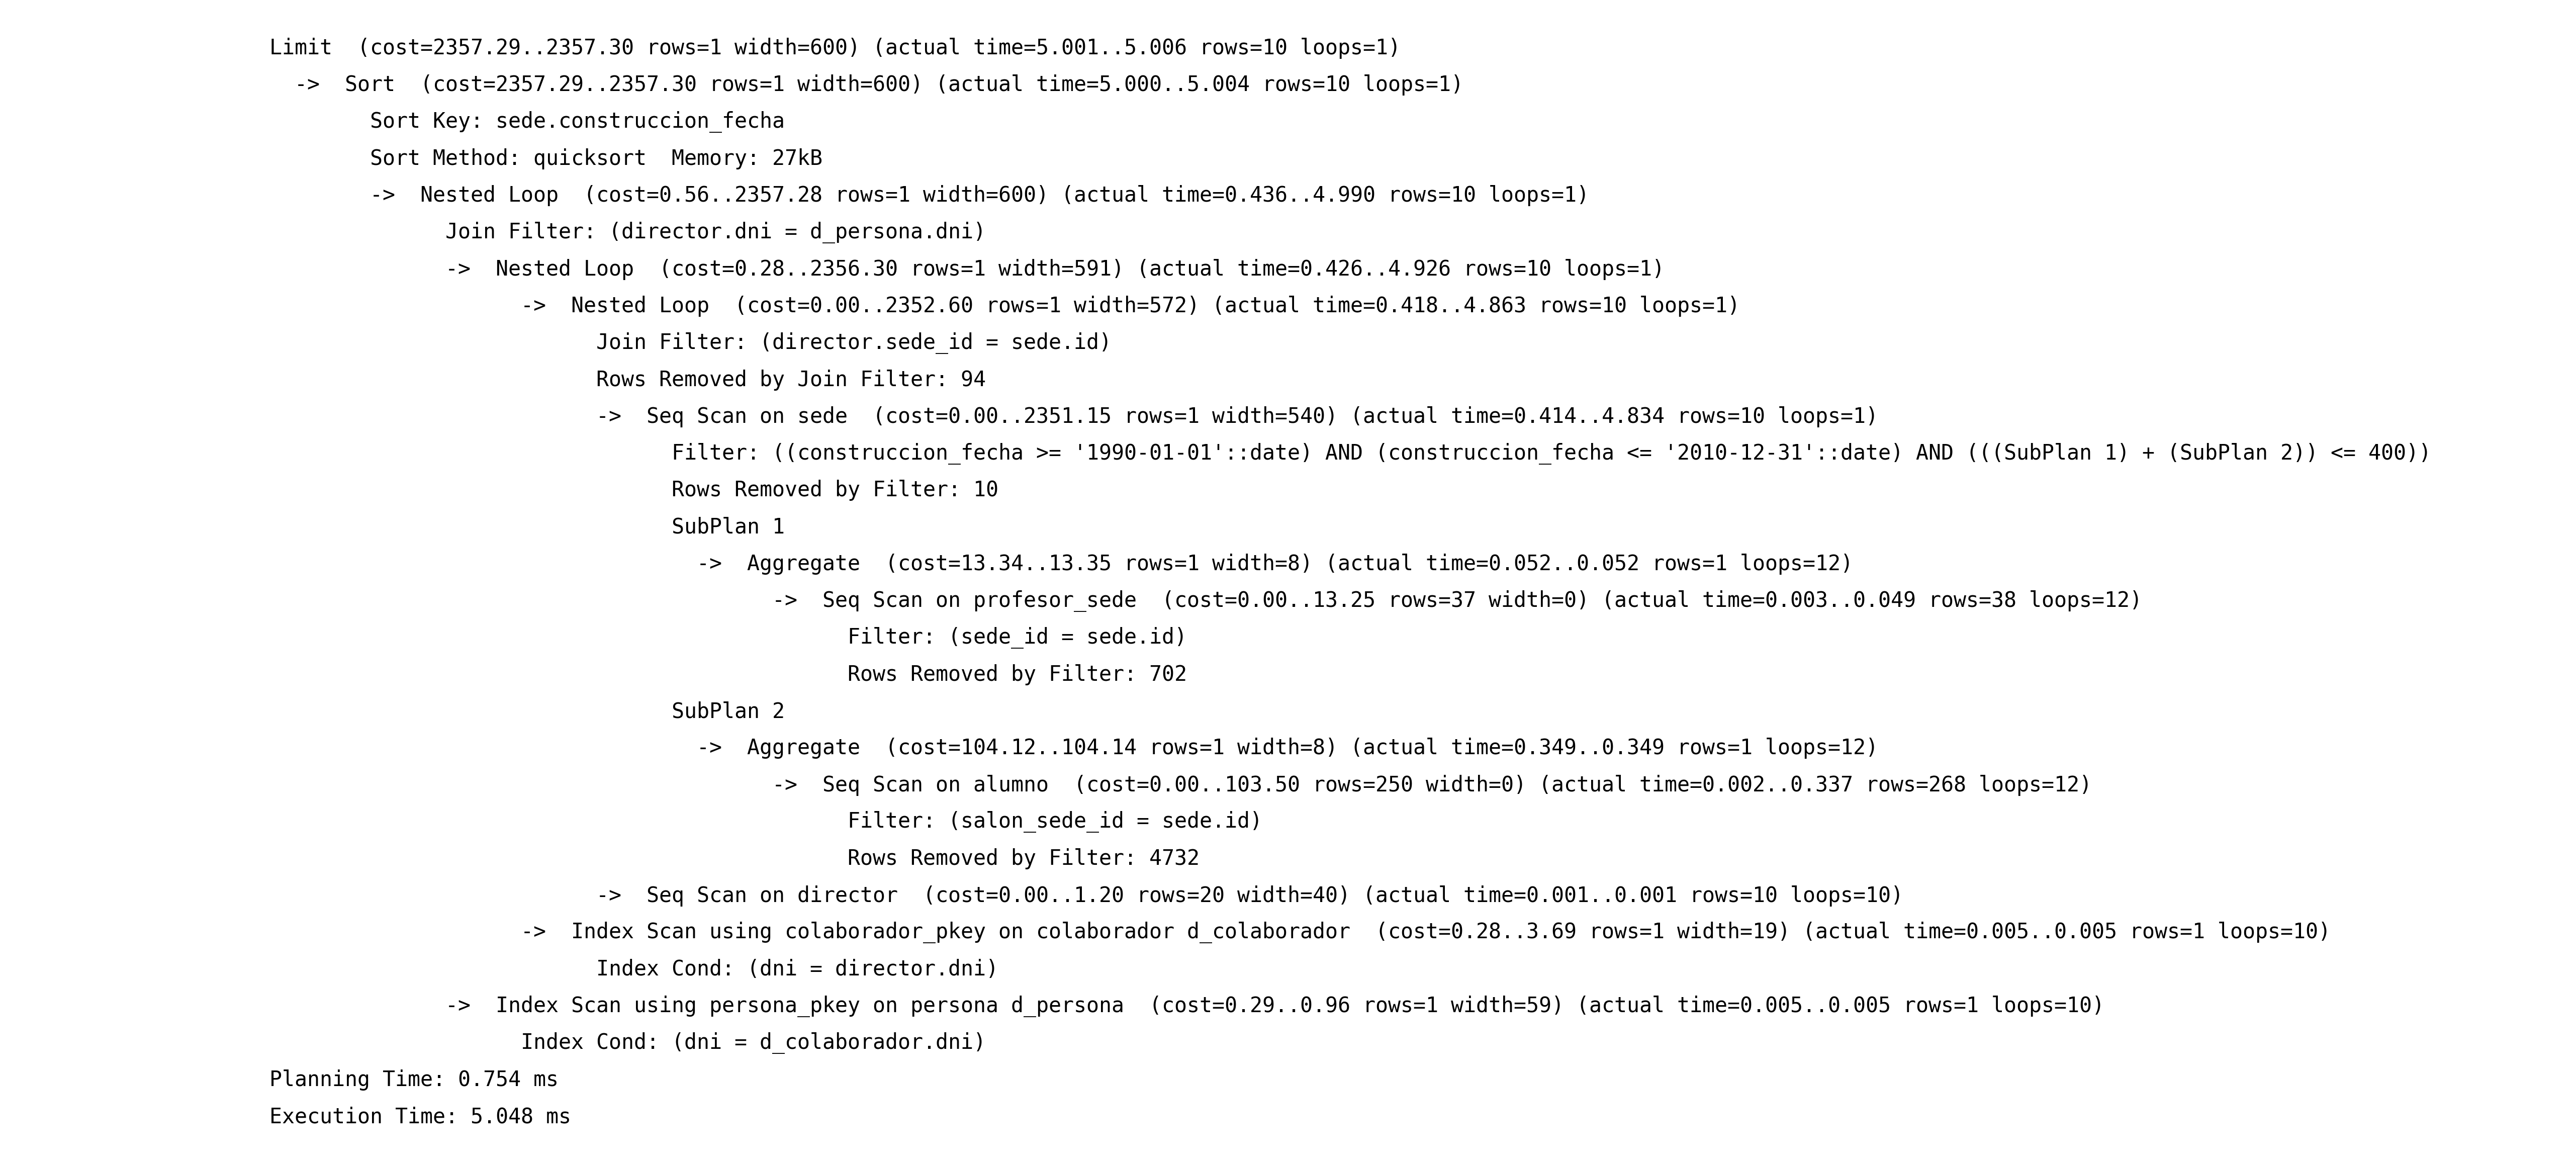 Limit  (cost=2357.29..2357.30 rows=1 width=600) (actual time=5.001..5.006 rows=10 loops=1)
  ->  Sort  (cost=2357.29..2357.30 rows=1 width=600) (actual time=5.000..5.004 rows=10 loops=1)
        Sort Key: sede.construccion_fecha
        Sort Method: quicksort  Memory: 27kB
        ->  Nested Loop  (cost=0.56..2357.28 rows=1 width=600) (actual time=0.436..4.990 rows=10 loops=1)
              Join Filter: (director.dni = d_persona.dni)
              ->  Nested Loop  (cost=0.28..2356.30 rows=1 width=591) (actual time=0.426..4.926 rows=10 loops=1)
                    ->  Nested Loop  (cost=0.00..2352.60 rows=1 width=572) (actual time=0.418..4.863 rows=10 loops=1)
                          Join Filter: (director.sede_id = sede.id)
                          Rows Removed by Join Filter: 94
                          ->  Seq Scan on sede  (cost=0.00..2351.15 rows=1 width=540) (actual time=0.414..4.834 rows=10 loops=1)
                                Filter: ((construccion_fecha >= '1990-01-01'::date) AND (construccion_fecha <= '2010-12-31'::date) AND (((SubPlan 1) + (SubPlan 2)) <= 400))
                                Rows Removed by Filter: 10
                                SubPlan 1
                                  ->  Aggregate  (cost=13.34..13.35 rows=1 width=8) (actual time=0.052..0.052 rows=1 loops=12)
                                        ->  Seq Scan on profesor_sede  (cost=0.00..13.25 rows=37 width=0) (actual time=0.003..0.049 rows=38 loops=12)
                                              Filter: (sede_id = sede.id)
                                              Rows Removed by Filter: 702
                                SubPlan 2
                                  ->  Aggregate  (cost=104.12..104.14 rows=1 width=8) (actual time=0.349..0.349 rows=1 loops=12)
                                        ->  Seq Scan on alumno  (cost=0.00..103.50 rows=250 width=0) (actual time=0.002..0.337 rows=268 loops=12)
                                              Filter: (salon_sede_id = sede.id)
                                              Rows Removed by Filter: 4732
                          ->  Seq Scan on director  (cost=0.00..1.20 rows=20 width=40) (actual time=0.001..0.001 rows=10 loops=10)
                    ->  Index Scan using colaborador_pkey on colaborador d_colaborador  (cost=0.28..3.69 rows=1 width=19) (actual time=0.005..0.005 rows=1 loops=10)
                          Index Cond: (dni = director.dni)
              ->  Index Scan using persona_pkey on persona d_persona  (cost=0.29..0.96 rows=1 width=59) (actual time=0.005..0.005 rows=1 loops=10)
                    Index Cond: (dni = d_colaborador.dni)
Planning Time: 0.754 ms
Execution Time: 5.048 ms